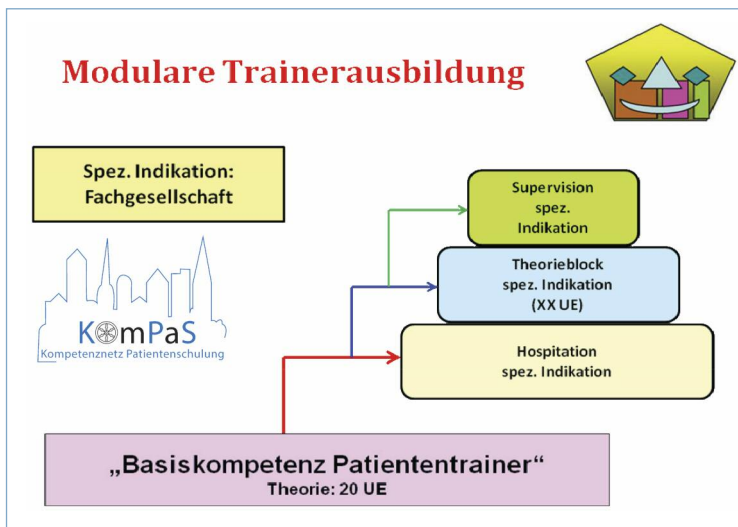 Modulare Trainerausbildung
Spez. Indikation:
Fachgesellschaft
Supervision
spez.
Indikation
Theorieblock
spez. Indikation
(XX UE)
KomPaS
Kompetenznetz Patientenschulung
Hospitation
spez. Indikation
„Basiskompetenz Patiententrainer“
Theorie: 20 UE